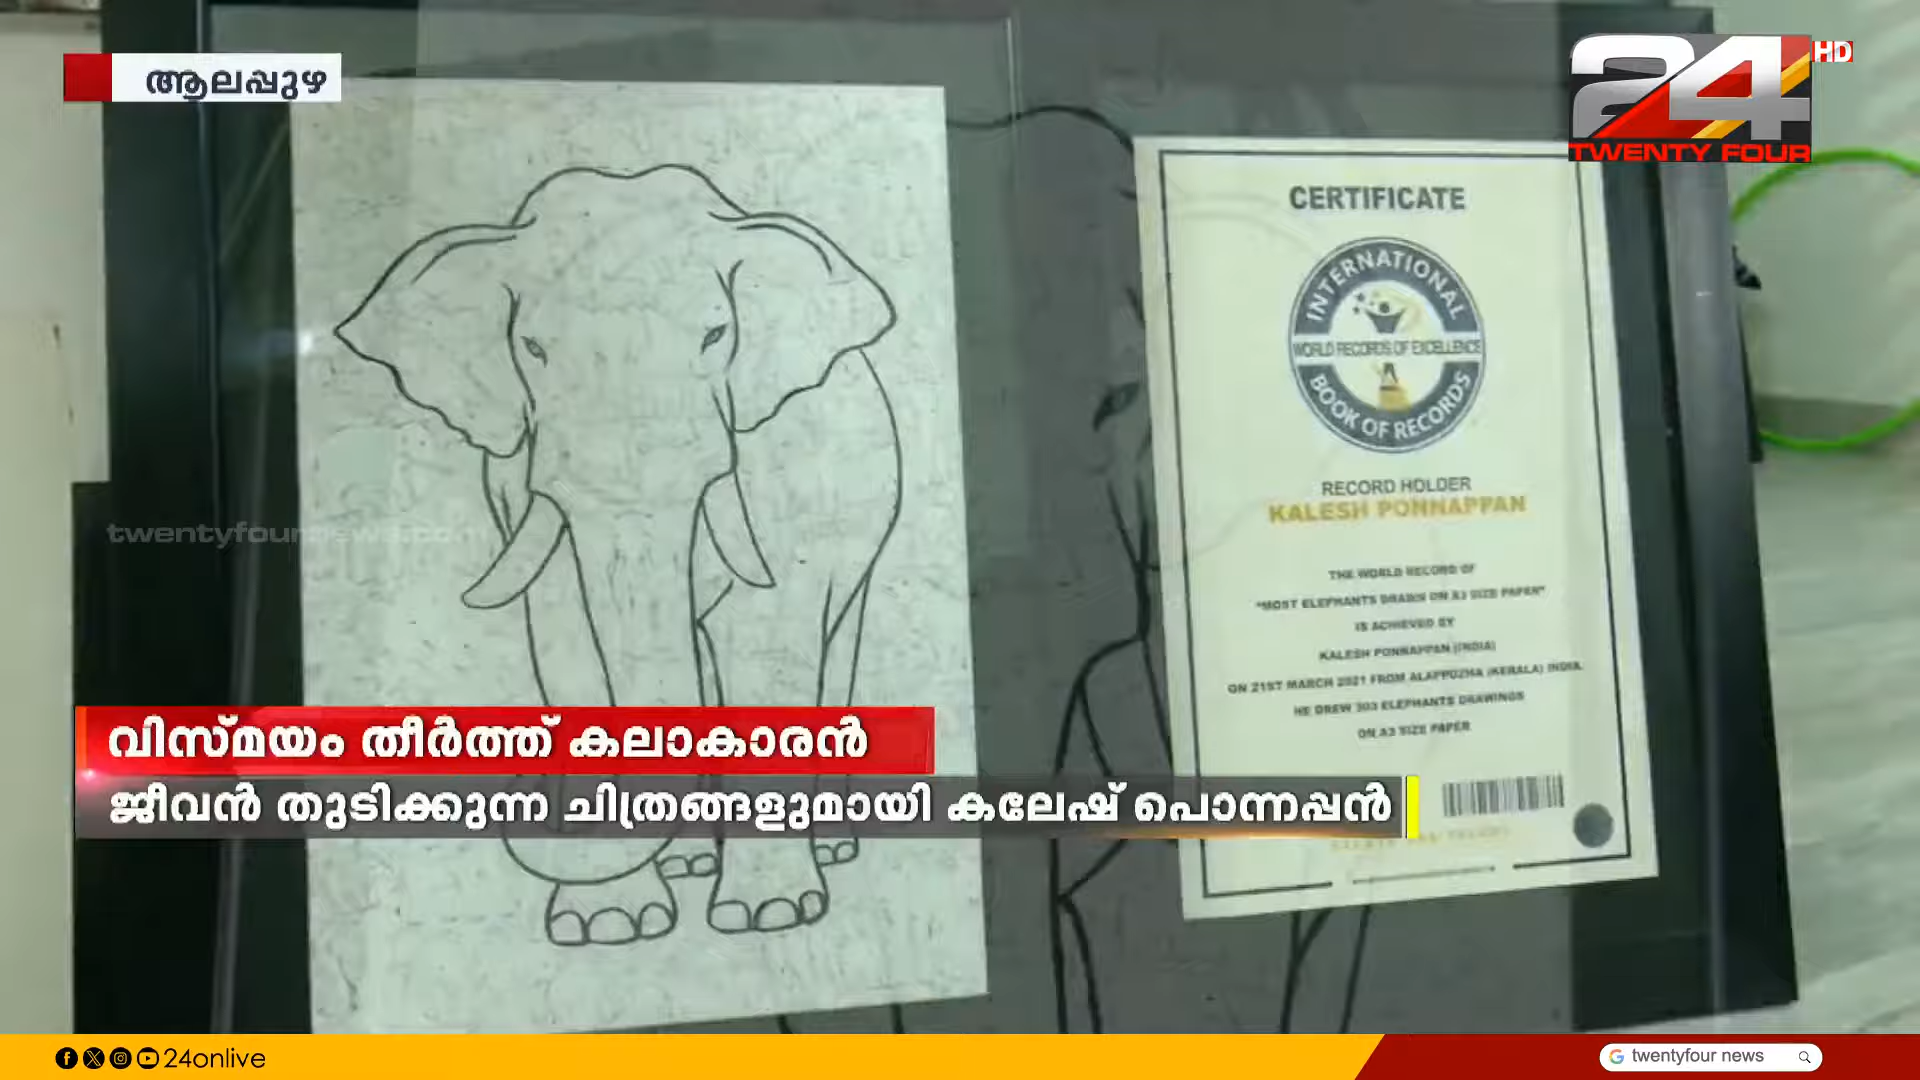 ആലപ്പുഴ
24 HD
TWENTY FOUR
CERTIFICATE
INTERNATIONAL
WORLD RECORDS OF EXCELLENCE
BOOK OF RECORDS
RECORD HOLDER
KALESH PONNAPPAN
THE WORLD RECORD OF
"MOST ELEPHANTS DRAWN ON A3 SIZE PAPER"
IS ACHIEVED BY
KALESH PONNAPPAN (INDIA)
ON 21ST MARCH 2021 FROM ALAPPUZHA (KERALA) INDIA.
HE DREW 303 ELEPHANTS DRAWINGS
ON A3 SIZE PAPER
twentyfournews.com
വിസ്മയം തീർത്ത് കലാകാരൻ
ജീവൻ തുടിക്കുന്ന ചിത്രങ്ങളുമായി കലേഷ് പൊന്നപ്പൻ
24onlive
twentyfour news